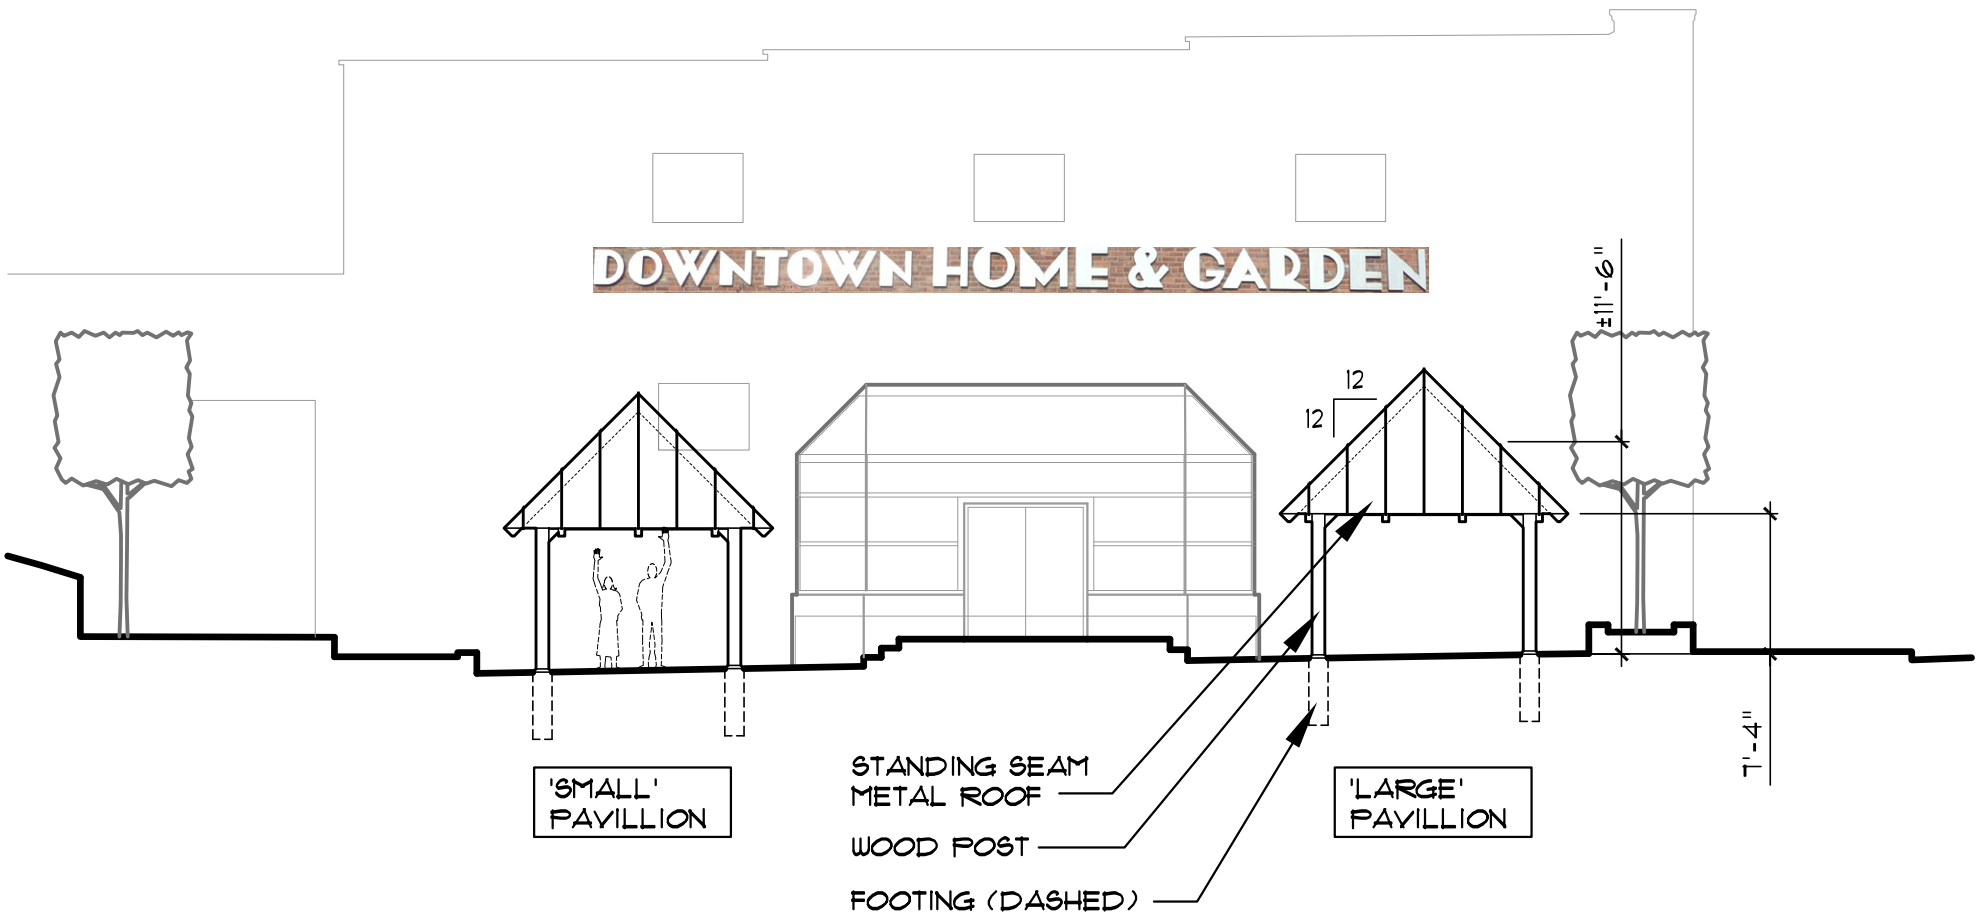 DOWNTOWN HOME & GARDEN
±11'-6"
12
12
7'-4"
STANDING SEAM
METAL ROOF
WOOD POST
FOOTING (DASHED)
'SMALL'
PAVILLION
'LARGE'
PAVILLION